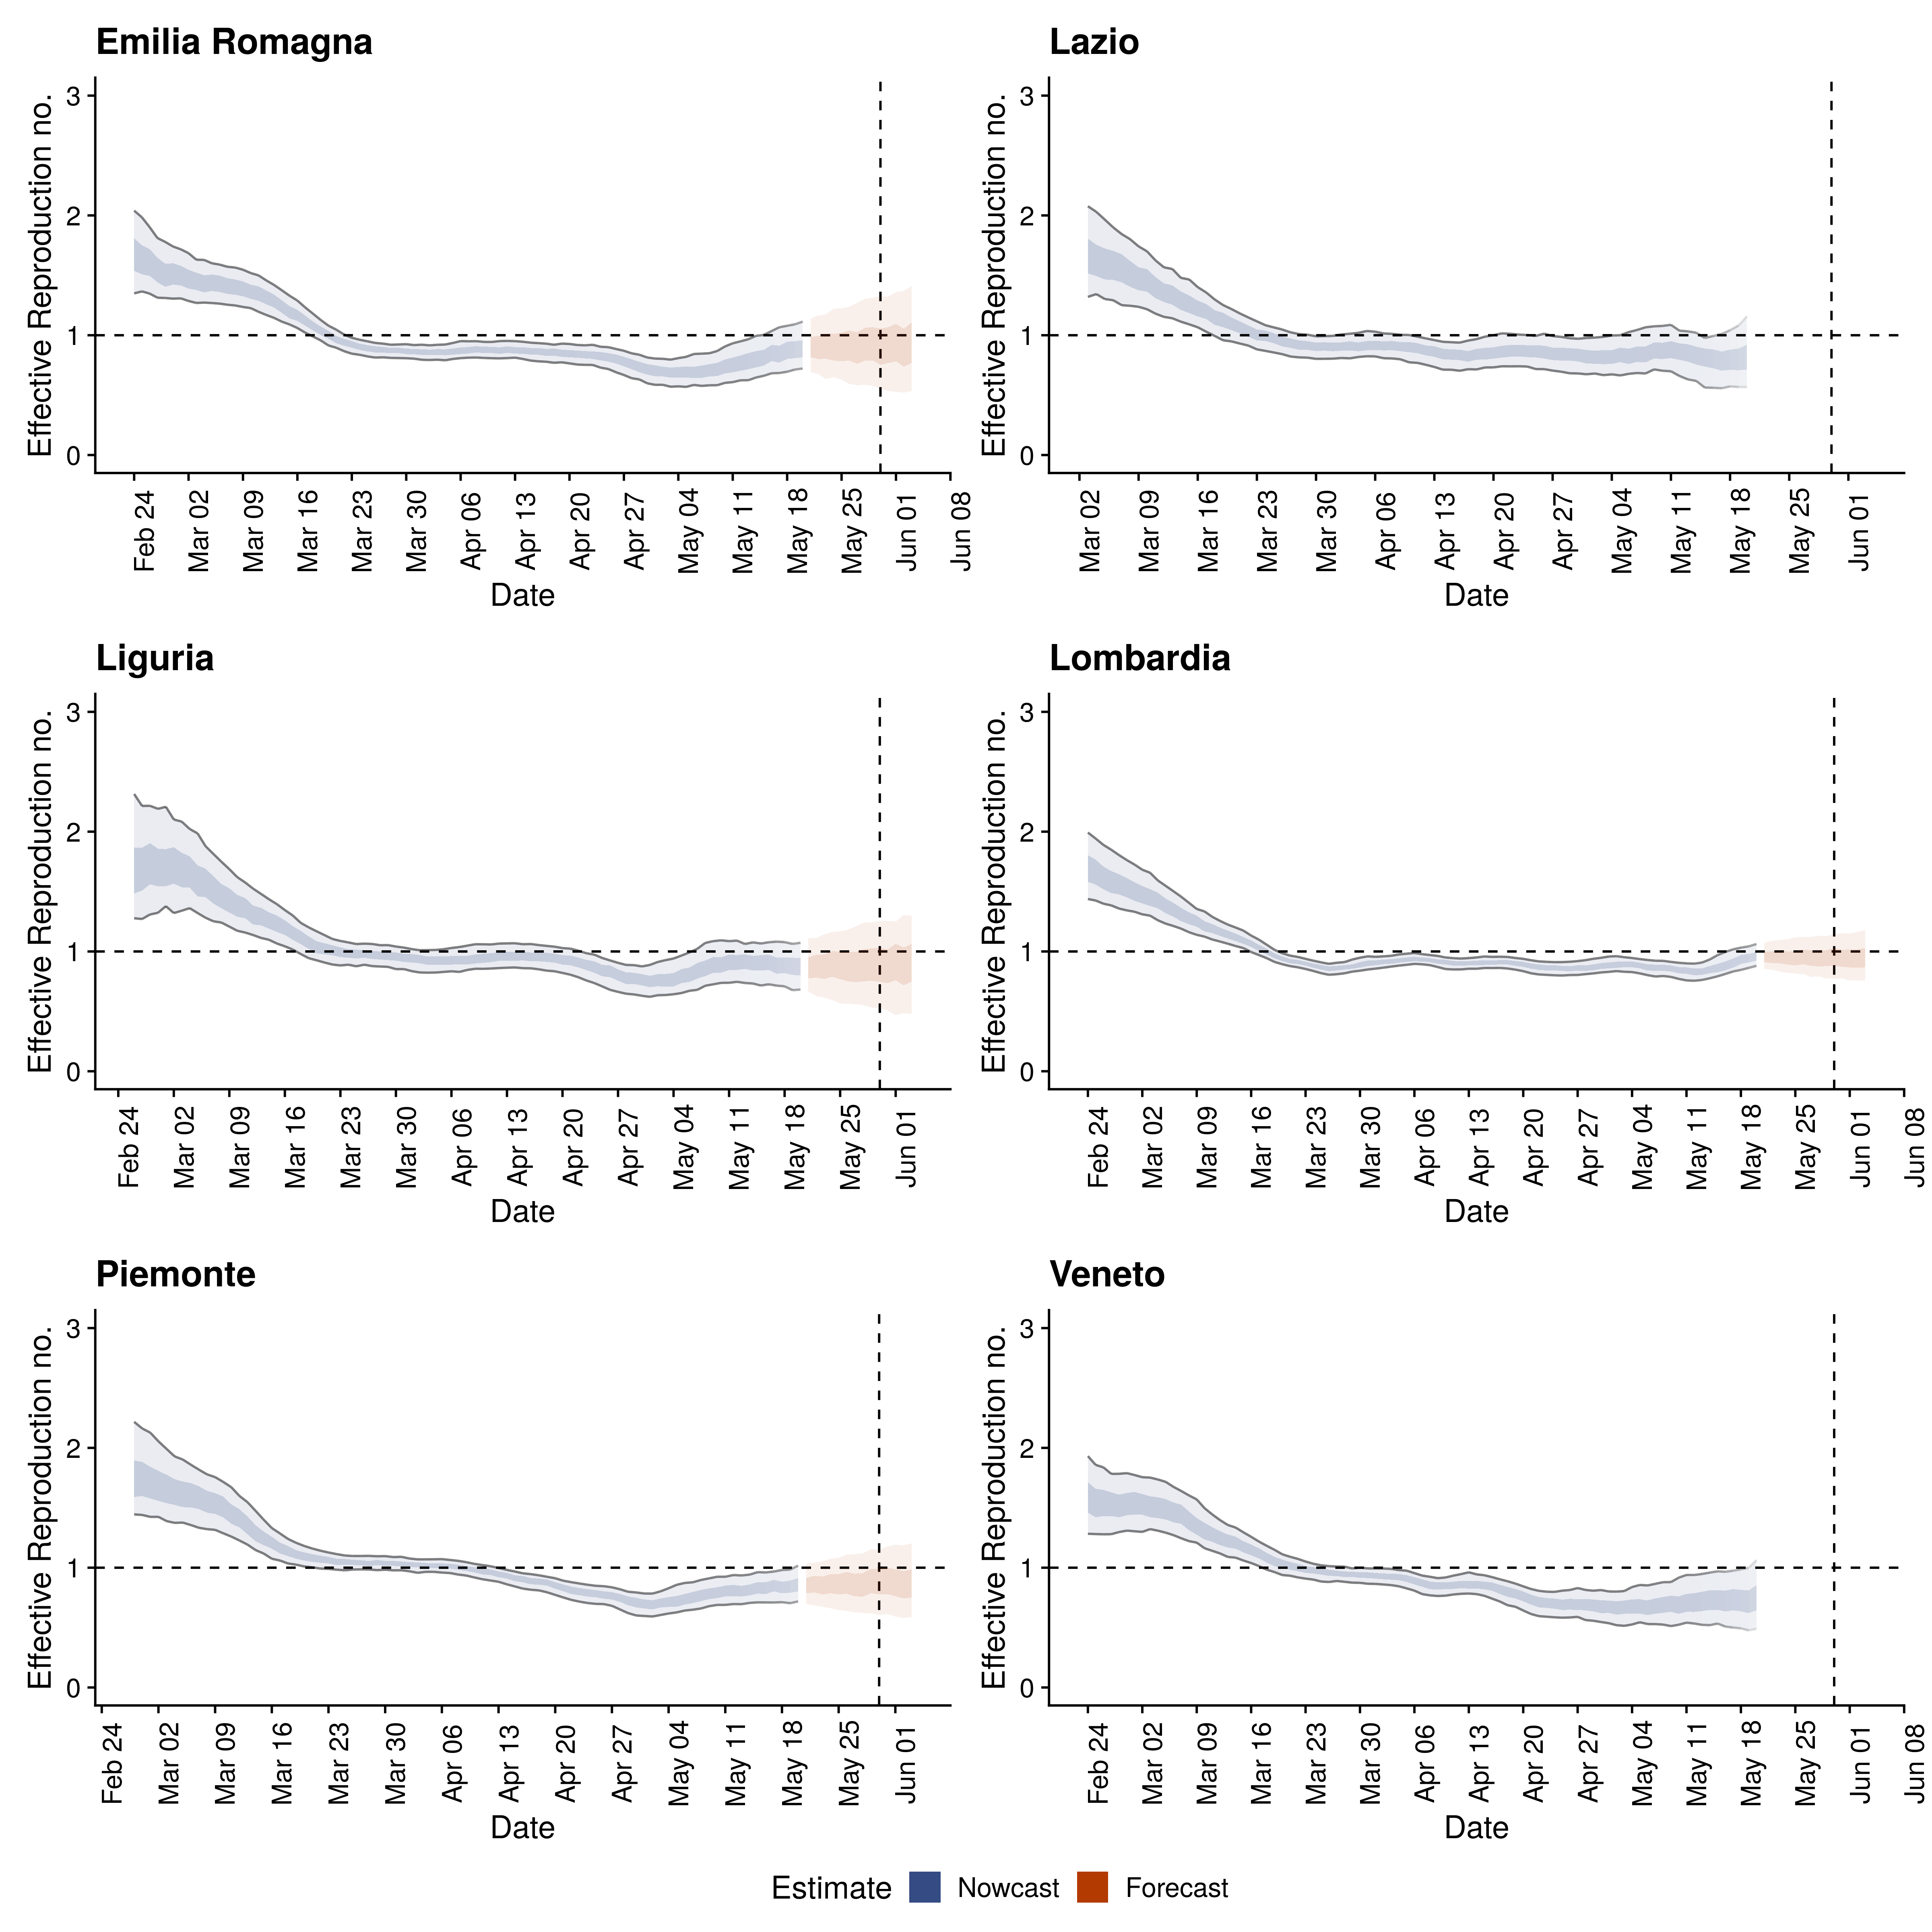 Emilia Romagna
Effective Reproduction no.
3
2
1
0
Feb 24 Mar 02 Mar 09 Mar 16 Mar 23 Mar 30 Apr 06 Apr 13 Apr 20 Apr 27 May 04 May 11 May 18 May 25 Jun 01 Jun 08
Date
Lazio
Effective Reproduction no.
3
2
1
0
Mar 02 Mar 09 Mar 16 Mar 23 Mar 30 Apr 06 Apr 13 Apr 20 Apr 27 May 04 May 11 May 18 May 25 Jun 01
Date
Liguria
Effective Reproduction no.
3
2
1
0
Feb 24 Mar 02 Mar 09 Mar 16 Mar 23 Mar 30 Apr 06 Apr 13 Apr 20 Apr 27 May 04 May 11 May 18 May 25 Jun 01
Date
Lombardia
Effective Reproduction no.
3
2
1
0
Feb 24 Mar 02 Mar 09 Mar 16 Mar 23 Mar 30 Apr 06 Apr 13 Apr 20 Apr 27 May 04 May 11 May 18 May 25 Jun 01 Jun 08
Date
Piemonte
Effective Reproduction no.
3
2
1
0
Feb 24 Mar 02 Mar 09 Mar 16 Mar 23 Mar 30 Apr 06 Apr 13 Apr 20 Apr 27 May 04 May 11 May 18 May 25 Jun 01
Date
Veneto
Effective Reproduction no.
3
2
1
0
Feb 24 Mar 02 Mar 09 Mar 16 Mar 23 Mar 30 Apr 06 Apr 13 Apr 20 Apr 27 May 04 May 11 May 18 May 25 Jun 01 Jun 08
Date
Estimate Nowcast Forecast